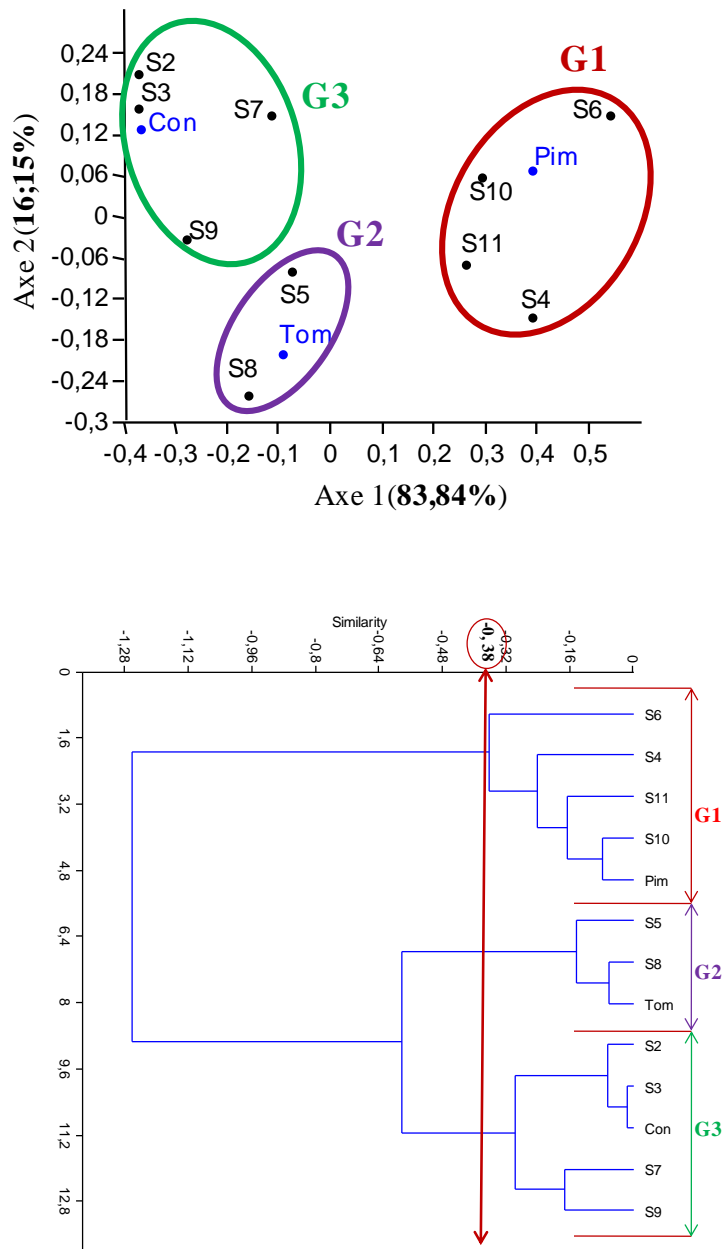 0,24
0,18
0,12
0,06
0
-0,06
-0,12
-0,18
-0,24
-0,3
Axe 2(16;15%)
S2
S3
Con
S7
G3
S9
G2
S5
Tom
S8
G1
S6
Pim
S10
S11
S4
-0,4 -0,3 -0,2 -0,1 0 0,1 0,2 0,3 0,4 0,5
Axe 1(83,84%)
Similarity
-1,28 -1,12 -0,96 -0,8 -0,64 -0,48 -0,38 -0,32 -0,16 0
0
1,6
3,2
4,8
6,4
8
9,6
11,2
12,8
S6
S4
S11
S10
Pim
G1
S5
S8
Tom
G2
S2
S3
Con
S7
S9
G3